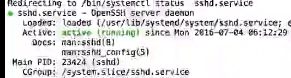 Redirecting to /bin/systemctl status sshd.service
● sshd.service - OpenSSH server daemon
Loaded: loaded (/usr/lib/systemd/system/sshd.service; e
Active: active (running) since Mon 2016-07-04 06:12:29
Docs: man:sshd(8)
man:sshd_config(5)
Main PID: 23424 (sshd)
CGroup: /system.slice/sshd.service